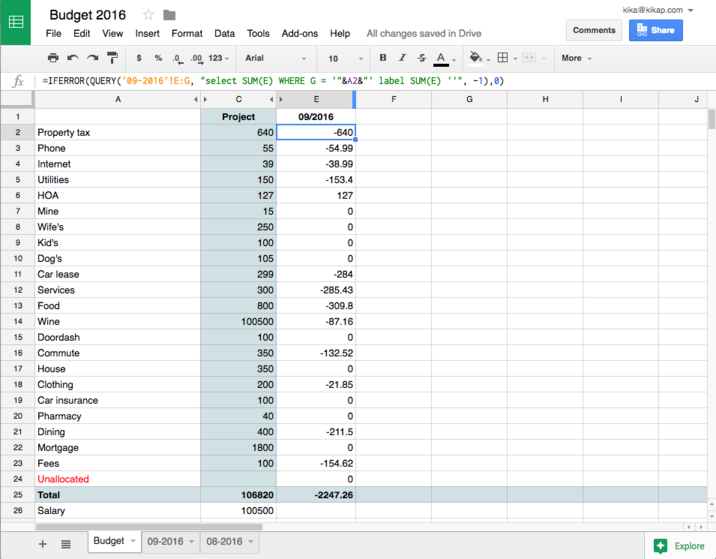 Budget 2016
kika@kikap.com
File Edit View Insert Format Data Tools Add-ons Help All changes saved in Drive
Comments Share
$ % .0 .00 123 Arial 10 B I S A More
fx =IFERROR(QUERY('09-2016'!E:G, "select SUM(E) WHERE G = '"&A2&"' label SUM(E) ''", -1),0)
A C E F G H I J
1 Project 09/2016
2 Property tax 640 -640
3 Phone 55 -54.99
4 Internet 39 -38.99
5 Utilities 150 -153.4
6 HOA 127 127
7 Mine 15 0
8 Wife's 250 0
9 Kid's 100 0
10 Dog's 105 0
11 Car lease 299 -284
12 Services 300 -285.43
13 Food 800 -309.8
14 Wine 100500 -87.16
15 Doordash 100 0
16 Commute 350 -132.52
17 House 350 0
18 Clothing 200 -21.85
19 Car insurance 100 0
20 Pharmacy 40 0
21 Dining 400 -211.5
22 Mortgage 1800 0
23 Fees 100 -154.62
24 Unallocated 0
25 Total 106820 -2247.26
26 Salary 100500
Budget 09-2016 08-2016 Explore